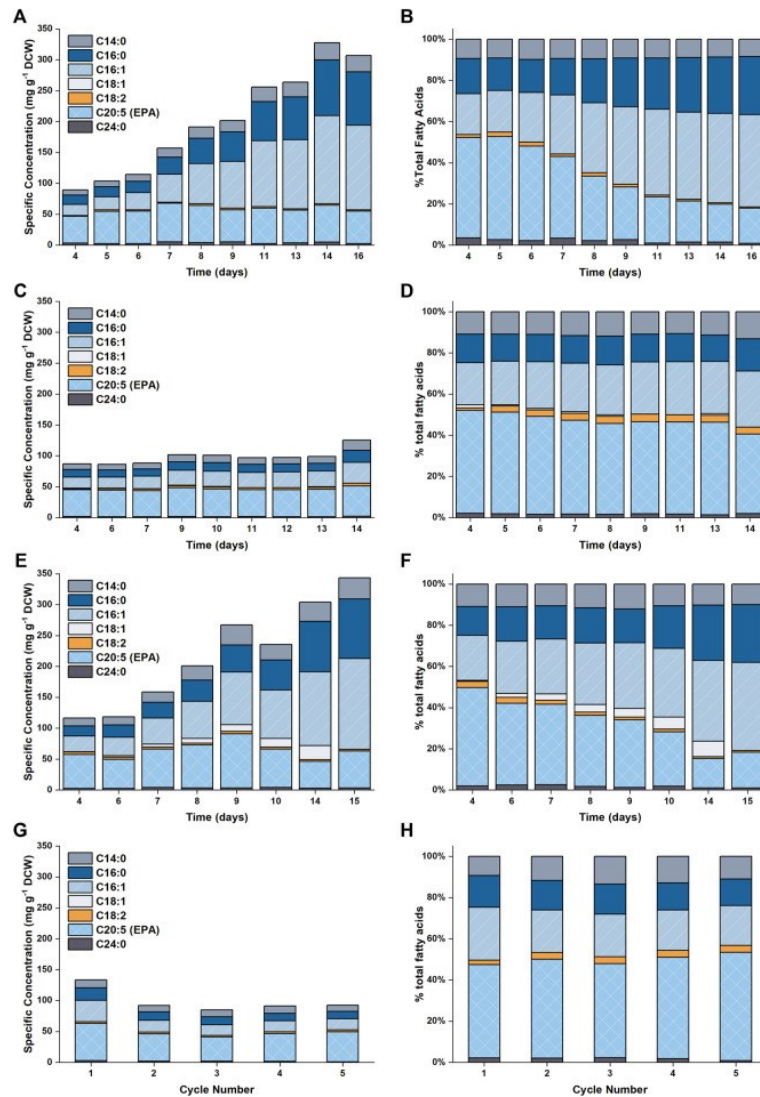 A
Specific Concentration (mg g-1 DCW)
350
300
250
200
150
100
50
0
C14:0
C16:0
C16:1
C18:1
C18:2
C20:5 (EPA)
C24:0
4 5 6 7 8 9 11 13 14 16
Time (days)
B
%Total Fatty Acids
100%
80%
60%
40%
20%
0%
4 5 6 7 8 9 11 13 14 16
Time (days)
C
Specific Concentration (mg g-1 DCW)
350
300
250
200
150
100
50
0
C14:0
C16:0
C16:1
C18:1
C18:2
C20:5 (EPA)
C24:0
4 6 7 9 10 11 12 13 14
Time (days)
D
% total fatty acids
100%
80%
60%
40%
20%
0%
4 5 6 7 8 9 11 13 14
Time (days)
E
Specific Concentration (mg g-1 DCW)
350
300
250
200
150
100
50
0
C14:0
C16:0
C16:1
C18:1
C18:2
C20:5 (EPA)
C24:0
4 6 7 8 9 10 14 15
Time (days)
F
% total fatty acids
100%
80%
60%
40%
20%
0%
4 6 7 8 9 10 14 15
Time (days)
G
Specific Concentration (mg g-1 DCW)
350
300
250
200
150
100
50
0
C14:0
C16:0
C16:1
C18:1
C18:2
C20:5 (EPA)
C24:0
1 2 3 4 5
Cycle Number
H
% total fatty acids
100%
80%
60%
40%
20%
0%
1 2 3 4 5
Cycle Number